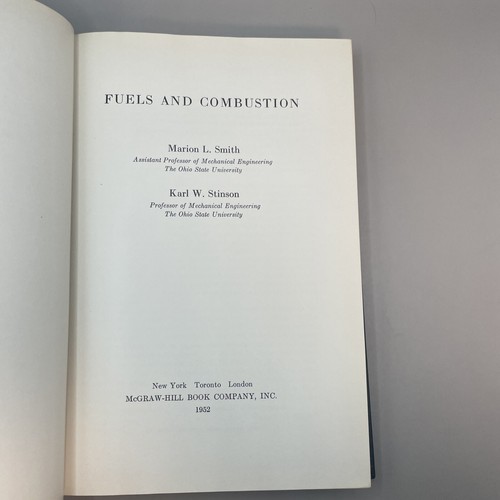 FUELS AND COMBUSTION
Marion L. Smith
Assistant Professor of Mechanical Engineering
The Ohio State University
Karl W. Stinson
Professor of Mechanical Engineering
The Ohio State University
New York Toronto London
McGRAW-HILL BOOK COMPANY, INC.
1952